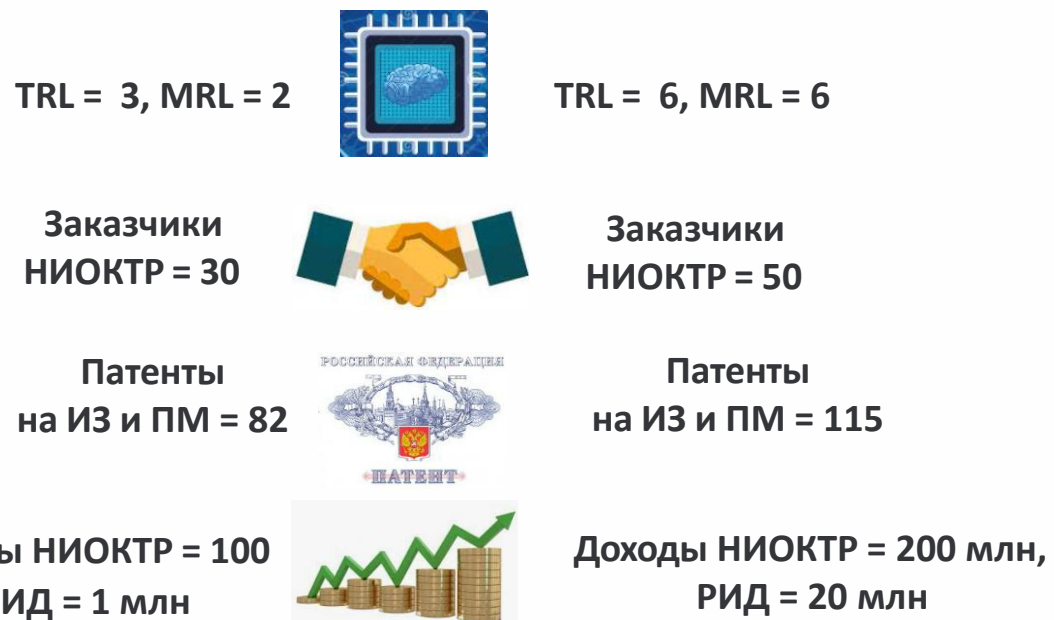 TRL = 3, MRL = 2
TRL = 6, MRL = 6
Заказчики
НИОКТР = 30
Заказчики
НИОКТР = 50
Патенты
на ИЗ и ПМ = 82
РОССИЙСКАЯ ФЕДЕРАЦИЯ
ПАТЕНТ
Патенты
на ИЗ и ПМ = 115
ы НИОКТР = 100
ИД = 1 млн
Доходы НИОКТР = 200 млн,
РИД = 20 млн